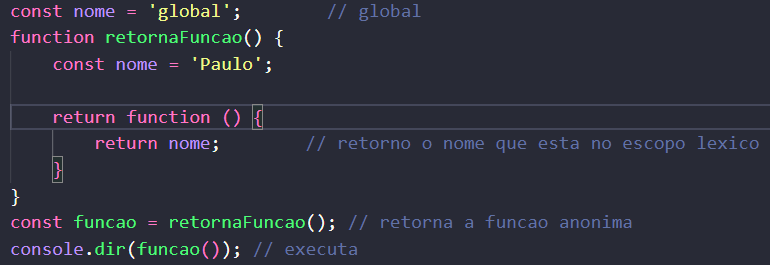 const nome = 'global';        // global
function retornaFuncao() {
    const nome = 'Paulo';

    return function () {
        return nome;        // retorno o nome que esta no escopo lexico
    }
}
const funcao = retornaFuncao(); // retorna a funcao anonima
console.dir(funcao()); // executa